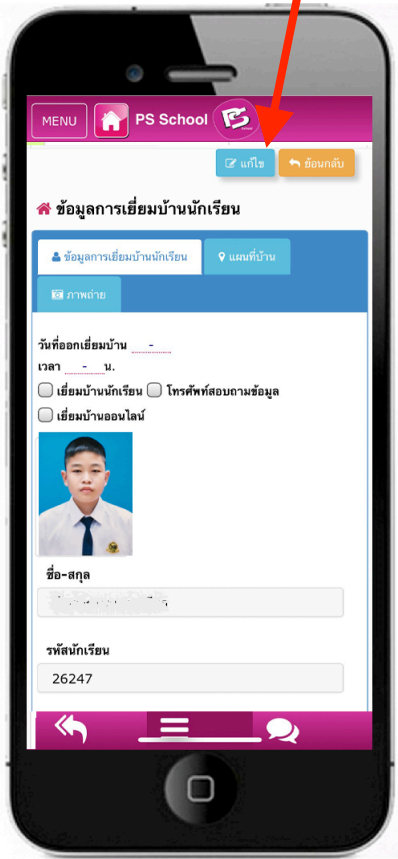 MENU PS School PS
แก้ไข ย้อนกลับ
ข้อมูลการเยี่ยมบ้านนักเรียน
ข้อมูลการเยี่ยมบ้านนักเรียน แผนที่บ้าน
ภาพถ่าย
วันที่ออกเยี่ยมบ้าน -
เวลา - น.
เยี่ยมบ้านนักเรียน โทรศัพท์สอบถามข้อมูล
เยี่ยมบ้านออนไลน์
ชื่อ-สกุล
รหัสนักเรียน
26247